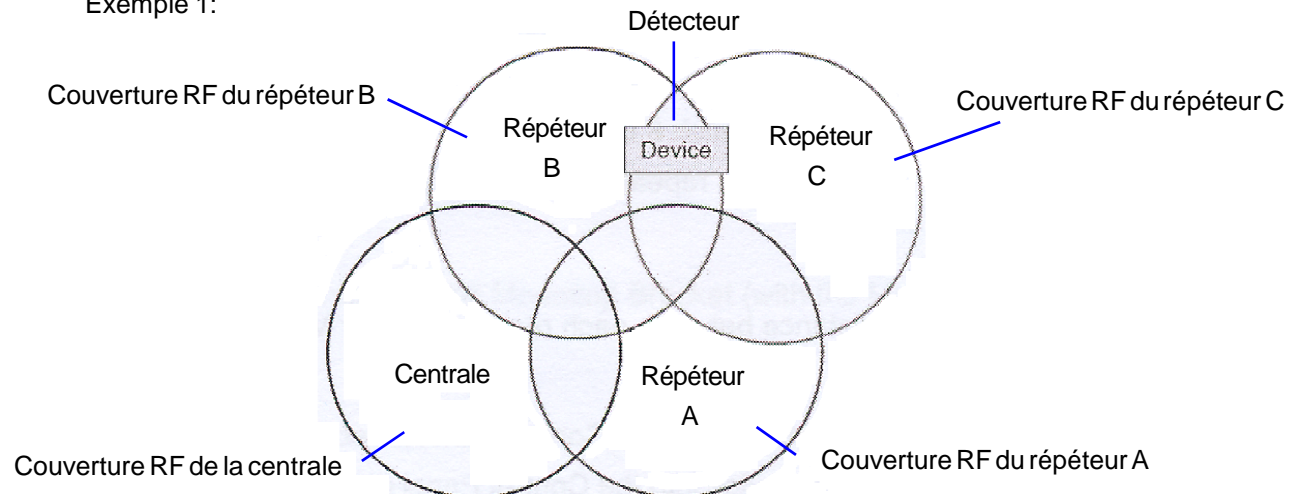 Exemple 1:
Détecteur
Couverture RF du répéteur B
Couverture RF du répéteur C
Répéteur
B
Device
Répéteur
C
Centrale
Répéteur
A
Couverture RF de la centrale
Couverture RF du répéteur A